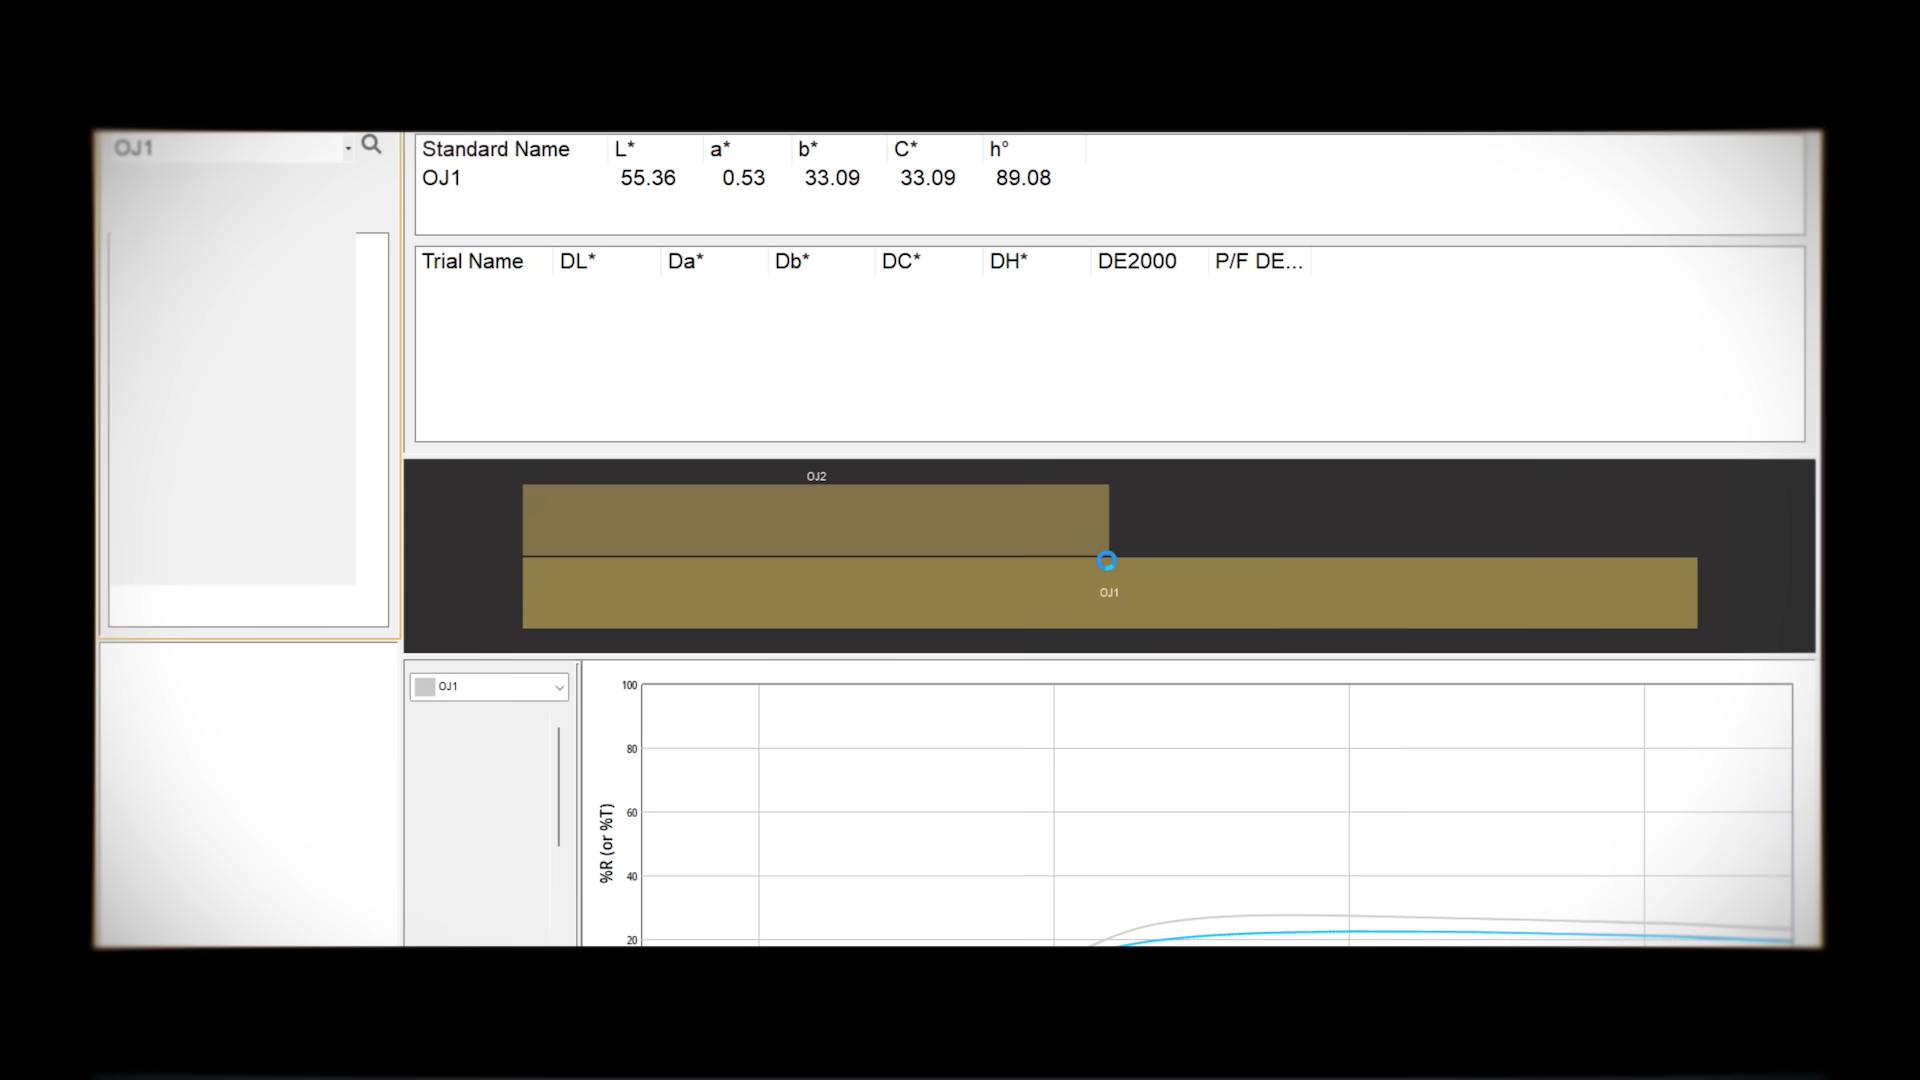 OJ1
Standard Name L* a* b* C* h°
OJ1 55.36 0.53 33.09 33.09 89.08
Trial Name DL* Da* Db* DC* DH* DE2000 P/F DE...
OJ2
OJ1
OJ1
%R (or %T)
100
80
60
40
20